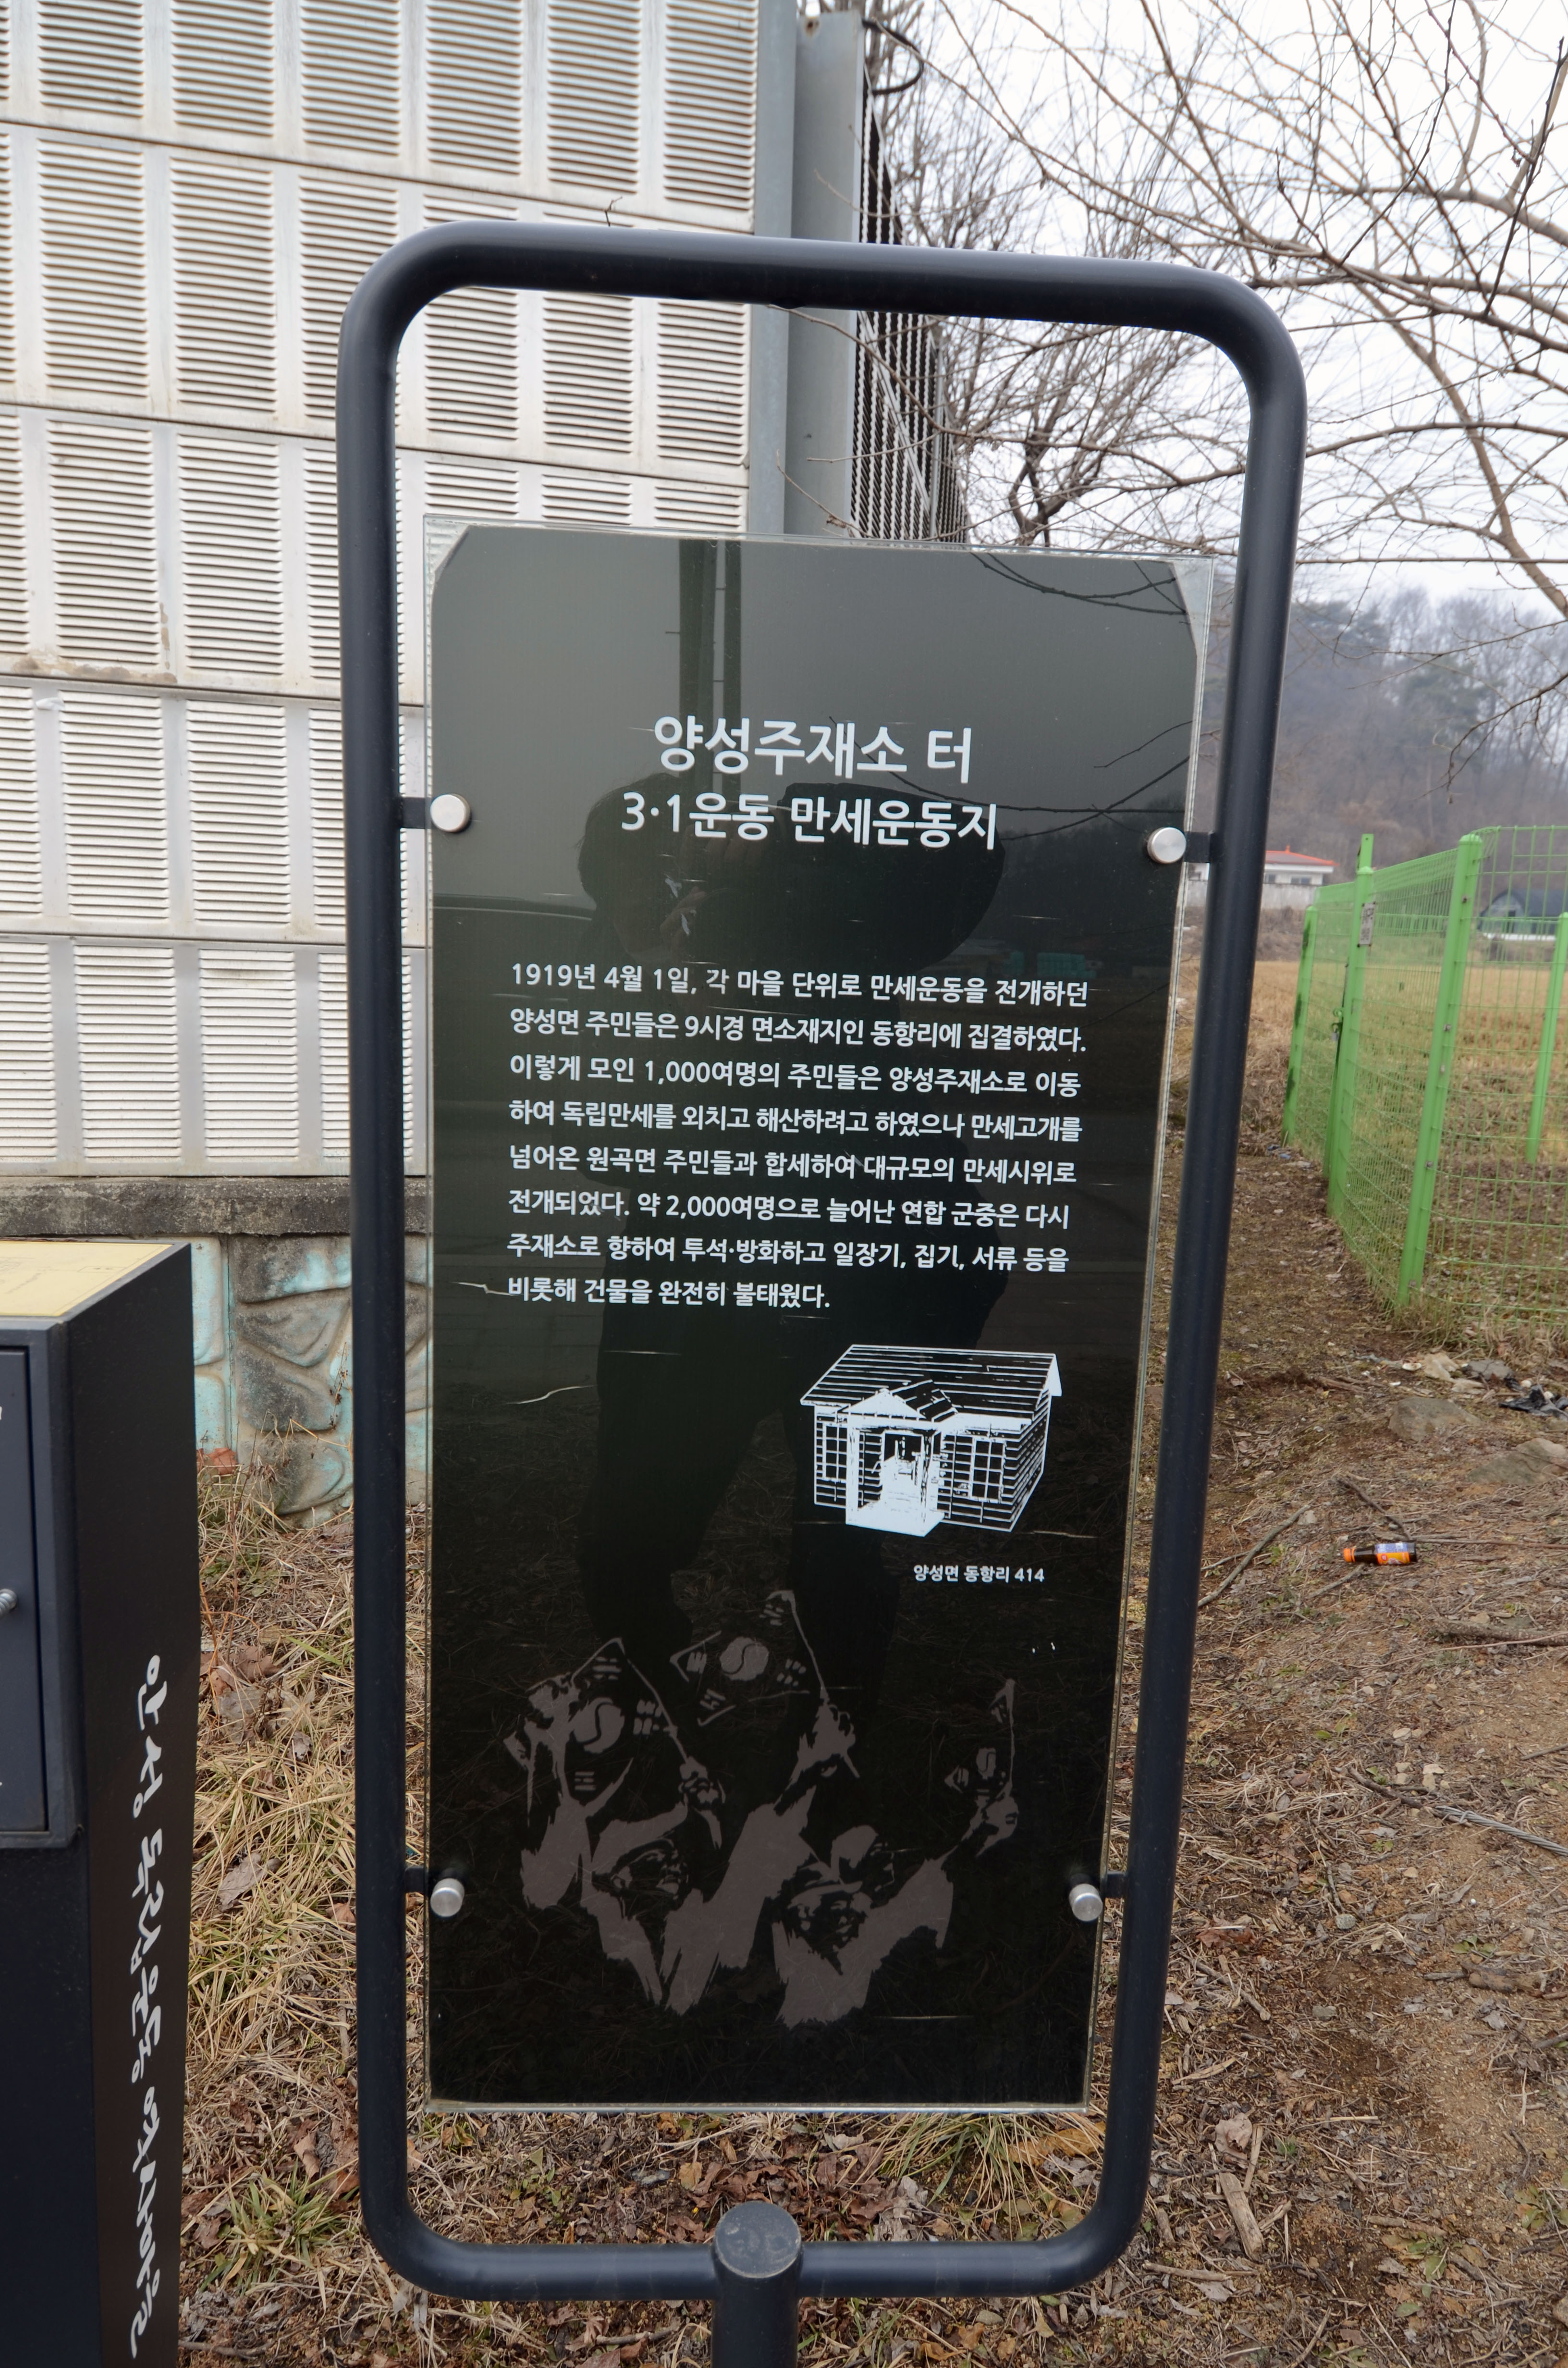 양성주재소 터
3·1운동 만세운동지
1919년 4월 1일, 각 마을 단위로 만세운동을 전개하던
양성면 주민들은 9시경 면소재지인 동항리에 집결하였다.
이렇게 모인 1,000여명의 주민들은 양성주재소로 이동
하여 독립만세를 외치고 해산하려고 하였으나 만세고개를
넘어온 원곡면 주민들과 합세하여 대규모의 만세시위로
전개되었다. 약 2,000여명으로 늘어난 연합 군중은 다시
주재소로 향하여 투석·방화하고 일장기, 집기, 서류 등을
비롯해 건물을 완전히 불태웠다.
양성면 동항리 414
안성 독립운동 역사마을